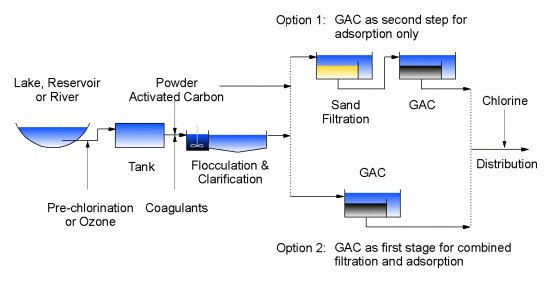 Option 1: GAC as second step for
adsorption only
Lake, Reservoir
or River
Powder
Activated Carbon
Sand
Filtration
GAC
Chlorine
Tank
Flocculation &
Clarification
Distribution
GAC
Pre-chlorination
or Ozone
Coagulants
Option 2: GAC as first stage for combined
filtration and adsorption